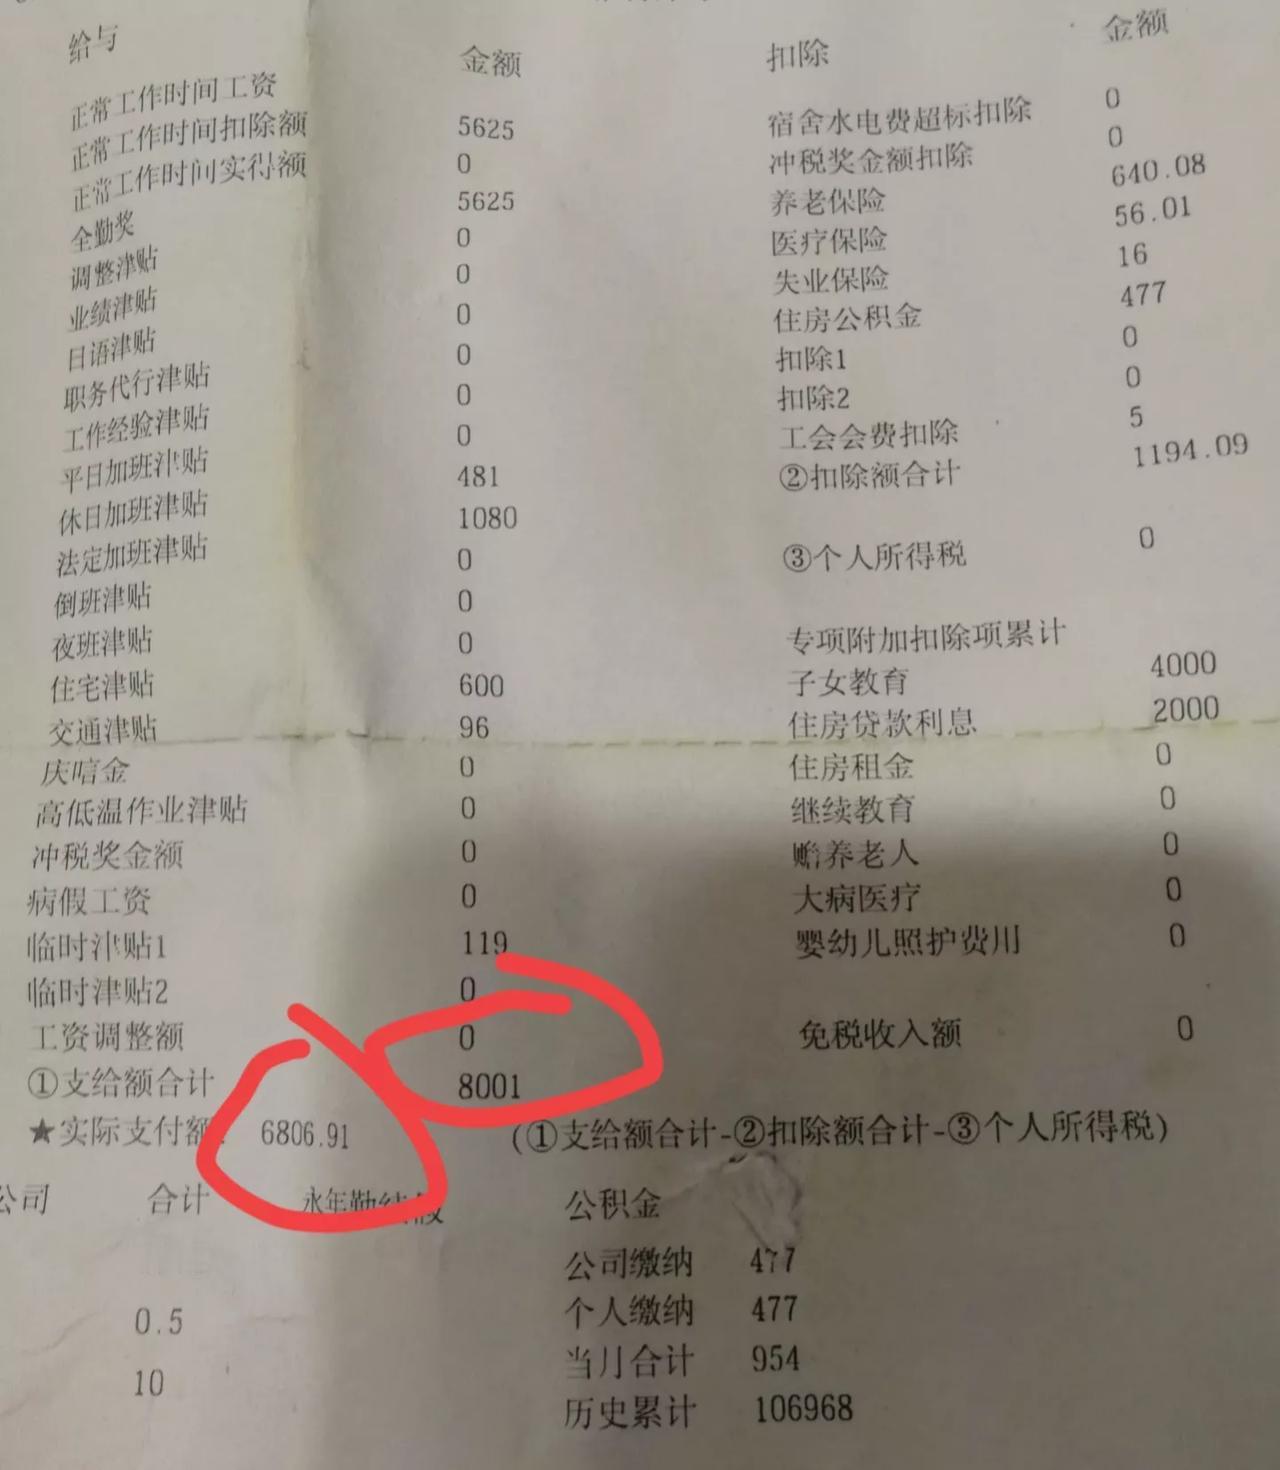 给与 金额 扣除 金额
正常工作时间工资 5625 宿舍水电费超标扣除 0
正常工作时间扣除额 0 冲税奖金额扣除 0
正常工作时间实得额 5625 养老保险 640.08
全勤奖 0 医疗保险 56.01
调整津贴 0 失业保险 16
业绩津贴 0 住房公积金 477
日语津贴 0 扣除1 0
职务代行津贴 0 扣除2 0
工作经验津贴 0 工会会费扣除 5
平日加班津贴 481 ②扣除额合计 1194.09
休日加班津贴 1080
法定加班津贴 0 ③个人所得税 0
倒班津贴 0
夜班津贴 0 专项附加扣除项累计
住宅津贴 600 子女教育 4000
交通津贴 96 住房贷款利息 2000
庆唁金 0 住房租金 0
高低温作业津贴 0 继续教育 0
冲税奖金额 0 赡养老人 0
病假工资 0 大病医疗 0
临时津贴1 119 婴幼儿照护费用 0
临时津贴2 0
工资调整额 0 免税收入额 0
①支给额合计 8001
★实际支付额: 6806.91 (①支给额合计-②扣除额合计-③个人所得税)
公司 合计 永年勤续假 公积金
公司缴纳 477
0.5 个人缴纳 477
当月合计 954
10 历史累计 106968